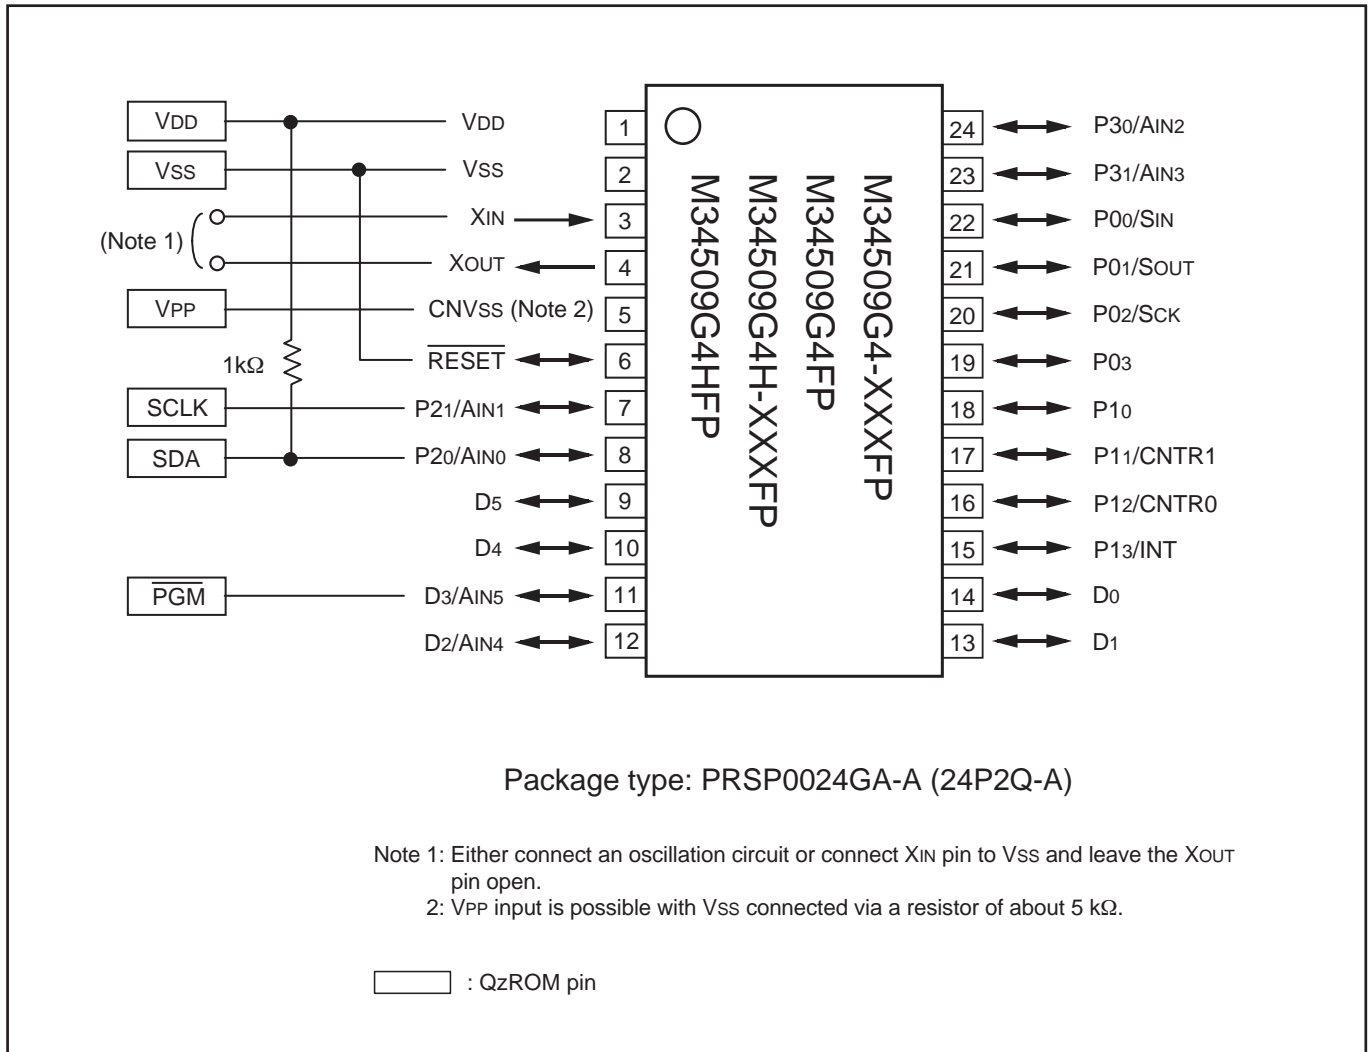 VDD VDD 1 24 P30/AIN2
VSS VSS 2 23 P31/AIN3
(Note 1) XIN 3 22 P00/SIN
XOUT 4 21 P01/SOUT
VPP CNVSS (Note 2) 5 20 P02/SCK
1kΩ RESET 6 19 P03
SCLK P21/AIN1 7 18 P10
SDA P20/AIN0 8 17 P11/CNTR1
D5 9 16 P12/CNTR0
D4 10 15 P13/INT
PGM D3/AIN5 11 14 D0
D2/AIN4 12 13 D1
M34509G4-XXXFP
M34509G4FP
M34509G4H-XXXFP
M34509G4HFP
Package type: PRSP0024GA-A (24P2Q-A)
Note 1: Either connect an oscillation circuit or connect XIN pin to VSS and leave the XOUT
pin open.
2: VPP input is possible with VSS connected via a resistor of about 5 kΩ.
: QzROM pin